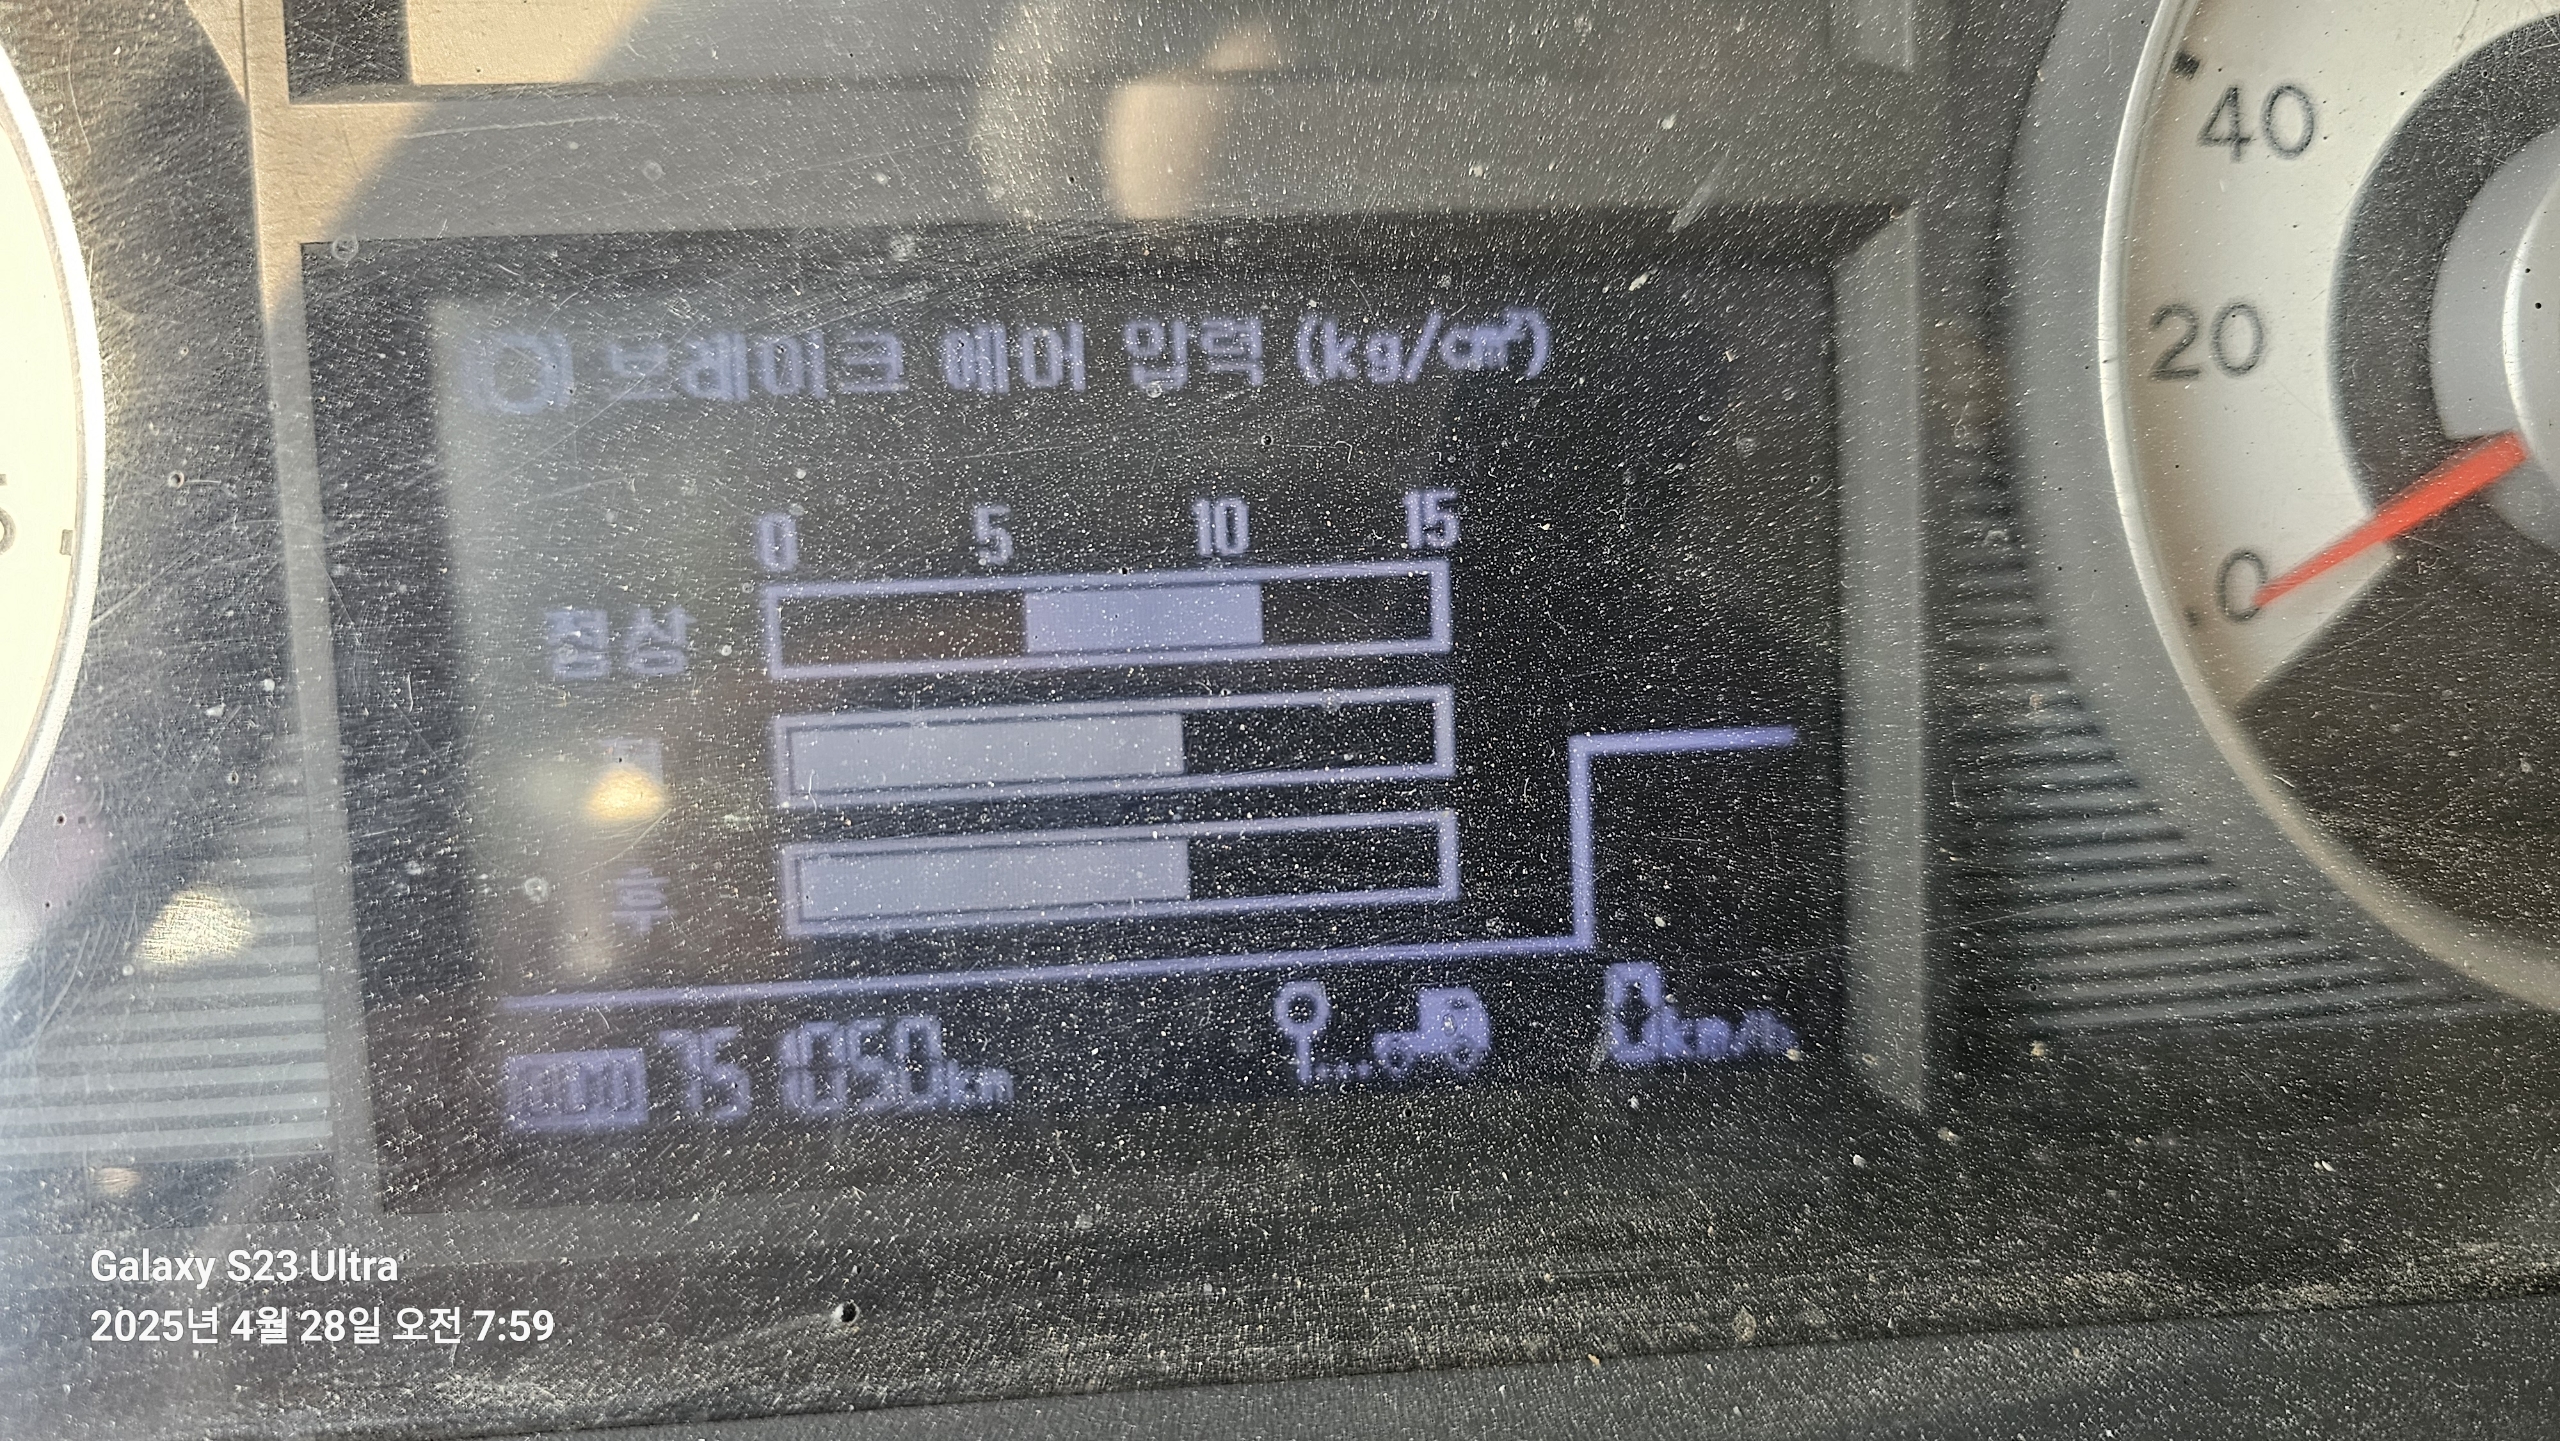 브레이크 에어 압력 (kg/cm²)
0 5 10 15
정상
전
후
km
0km/h
40
20
0
Galaxy S23 Ultra
2025년 4월 28일 오전 7:59